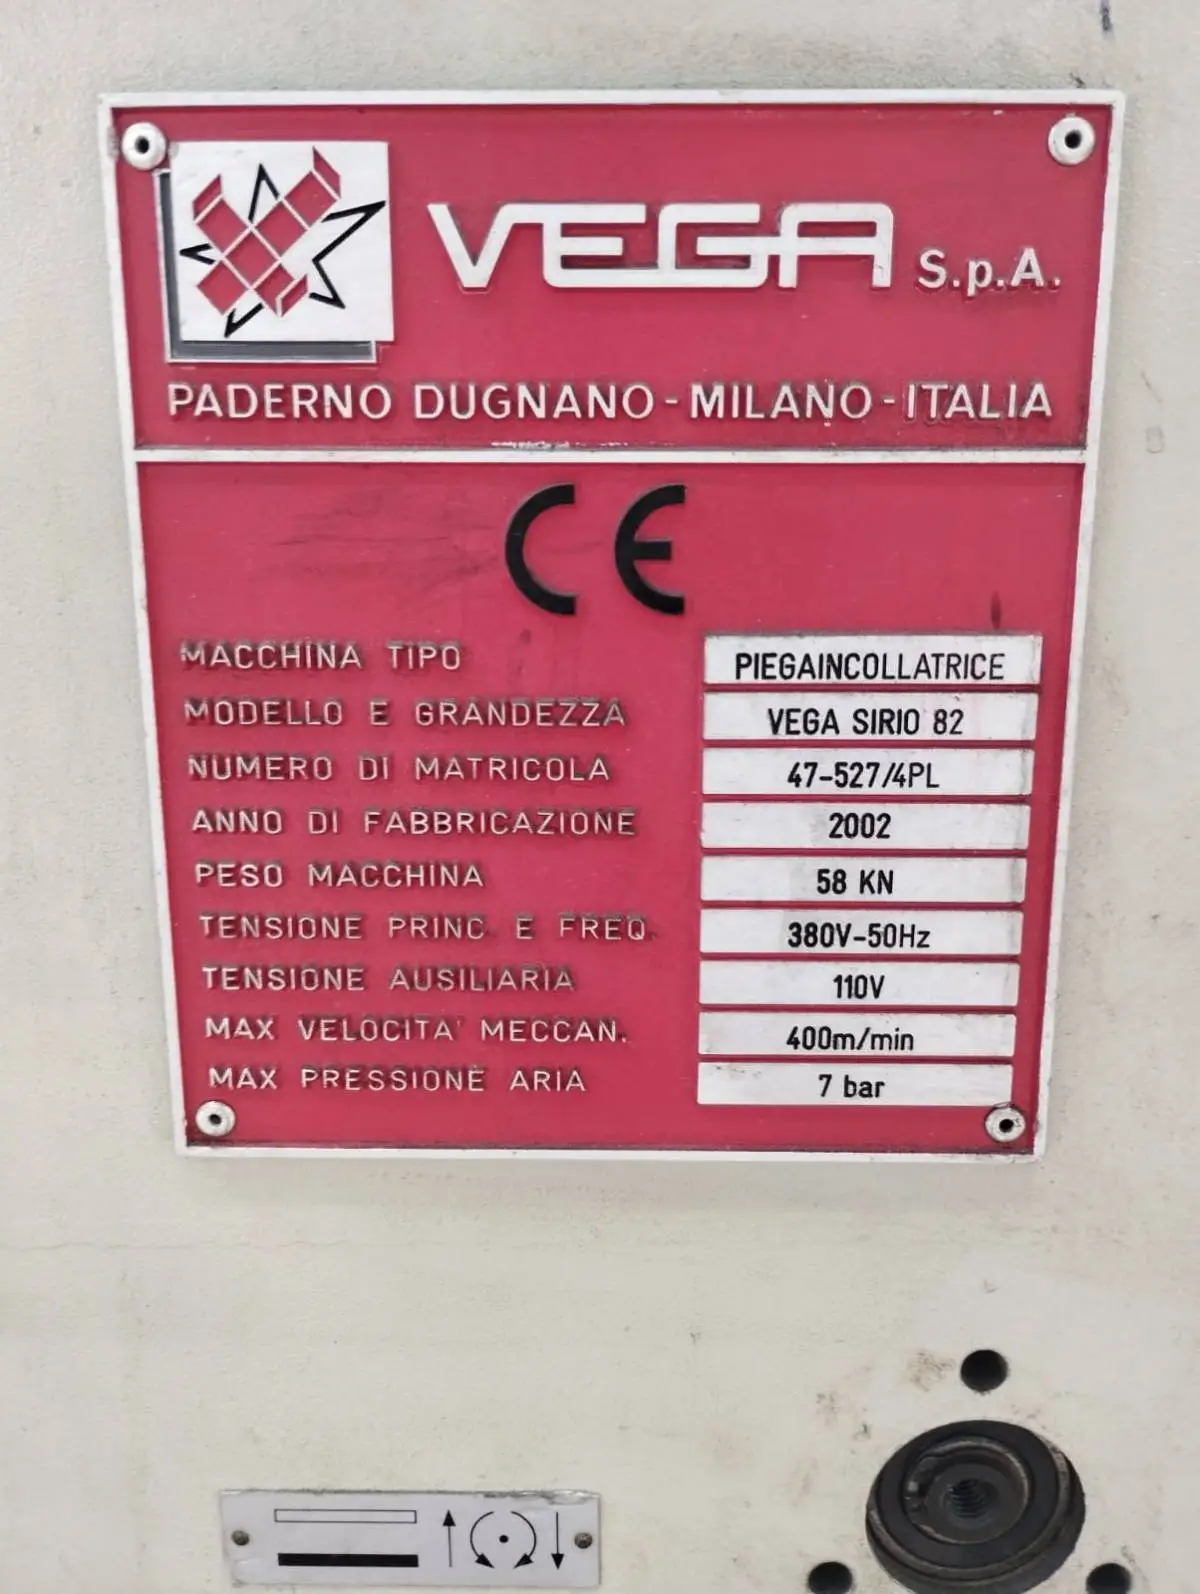 VEGA S.p.A.
PADERNO DUGNANO - MILANO - ITALIA
CE
MACCHINA TIPO PIEGAINCOLLATRICE
MODELLO E GRANDEZZA VEGA SIRIO 82
NUMERO DI MATRICOLA 47-527/4PL
ANNO DI FABBRICAZIONE 2002
PESO MACCHINA 58 KN
TENSIONE PRINC. E FREQ. 380V-50Hz
TENSIONE AUSILIARIA 110V
MAX VELOCITA' MECCAN. 400m/min
MAX PRESSIONE ARIA 7 bar